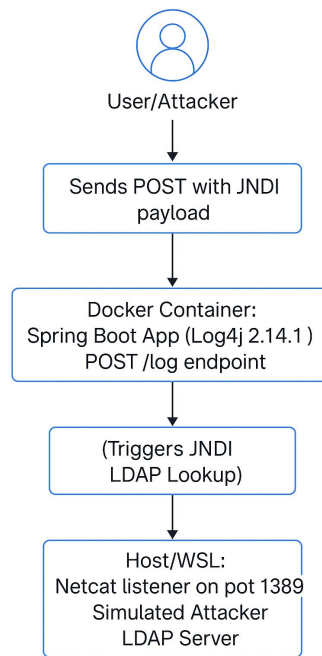 User/Attacker
Sends POST with JNDI
payload
Docker Container:
Spring Boot App (Log4j 2.14.1 )
POST /log endpoint
(Triggers JNDI
LDAP Lookup)
Host/WSL:
Netcat listener on pot 1389
Simulated Attacker
LDAP Server